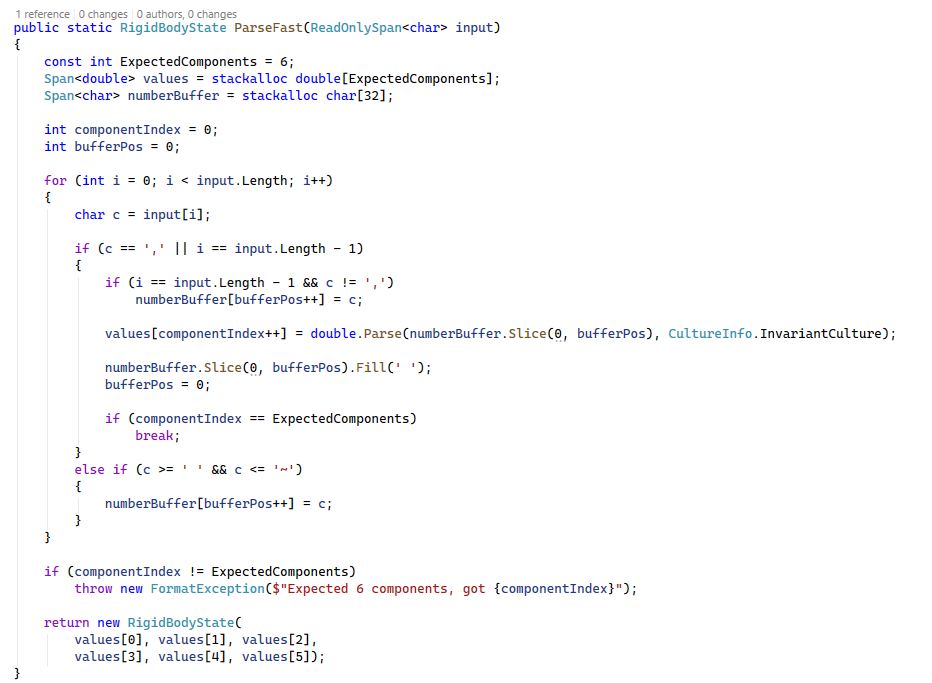 1 reference | 0 changes | 0 authors, 0 changes
public static RigidBodyState ParseFast(ReadOnlySpan<char> input)
{
    const int ExpectedComponents = 6;
    Span<double> values = stackalloc double[ExpectedComponents];
    Span<char> numberBuffer = stackalloc char[32];

    int componentIndex = 0;
    int bufferPos = 0;

    for (int i = 0; i < input.Length; i++)
    {
        char c = input[i];

        if (c == ',' || i == input.Length - 1)
        {
            if (i == input.Length - 1 && c != ',')
                numberBuffer[bufferPos++] = c;

            values[componentIndex++] = double.Parse(numberBuffer.Slice(0, bufferPos), CultureInfo.InvariantCulture);

            numberBuffer.Slice(0, bufferPos).Fill(' ');
            bufferPos = 0;

            if (componentIndex == ExpectedComponents)
                break;
        }
        else if (c >= ' ' && c <= '~')
        {
            numberBuffer[bufferPos++] = c;
        }
    }

    if (componentIndex != ExpectedComponents)
        throw new FormatException($"Expected 6 components, got {componentIndex}");

    return new RigidBodyState(
        values[0], values[1], values[2],
        values[3], values[4], values[5]);
}